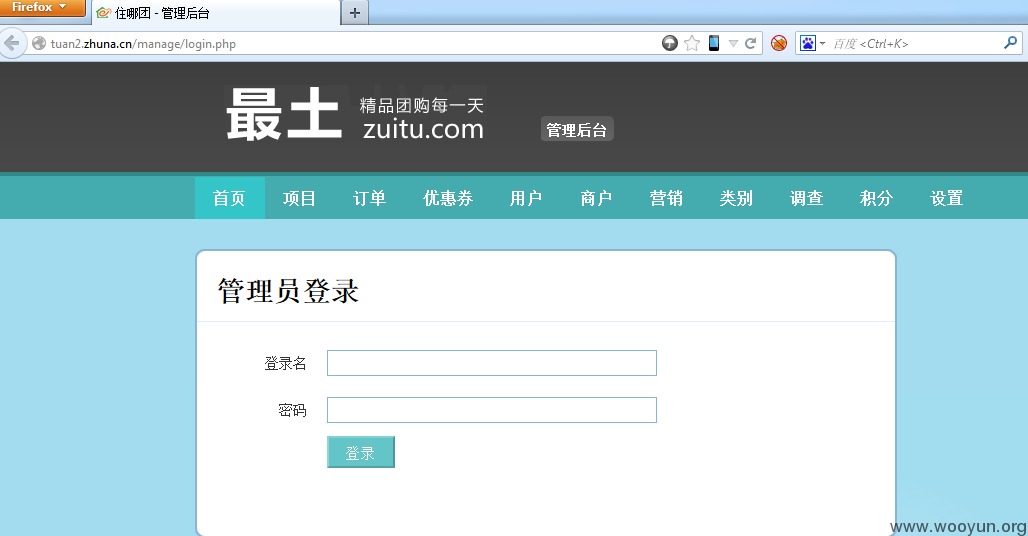 Firefox
住哪团 - 管理后台
tuan2.zhuna.cn/manage/login.php
百度 <Ctrl+K>
最土
精品团购每一天
zuitu.com
管理后台
首页 项目 订单 优惠券 用户 商户 营销 类别 调查 积分 设置
管理员登录
登录名
密码
登录
www.wooyun.org